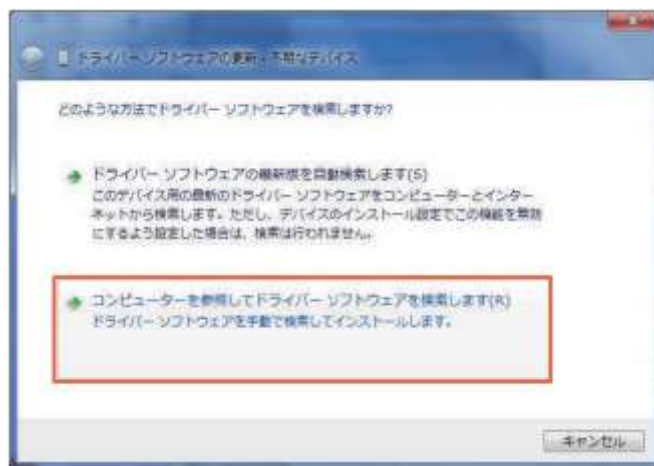 ドライバー ソフトウェアの更新 - 不明なデバイス
どのような方法でドライバー ソフトウェアを検索しますか?
ドライバー ソフトウェアの最新版を自動検索します(S)
このデバイス用の最新のドライバー ソフトウェアをコンピューターとインター
ネットから検索します。ただし、デバイスのインストール設定でこの機能を無効
にするよう設定した場合は、検索は行われません。
コンピューターを参照してドライバー ソフトウェアを検索します(R)
ドライバー ソフトウェアを手動で検索してインストールします。
キャンセル